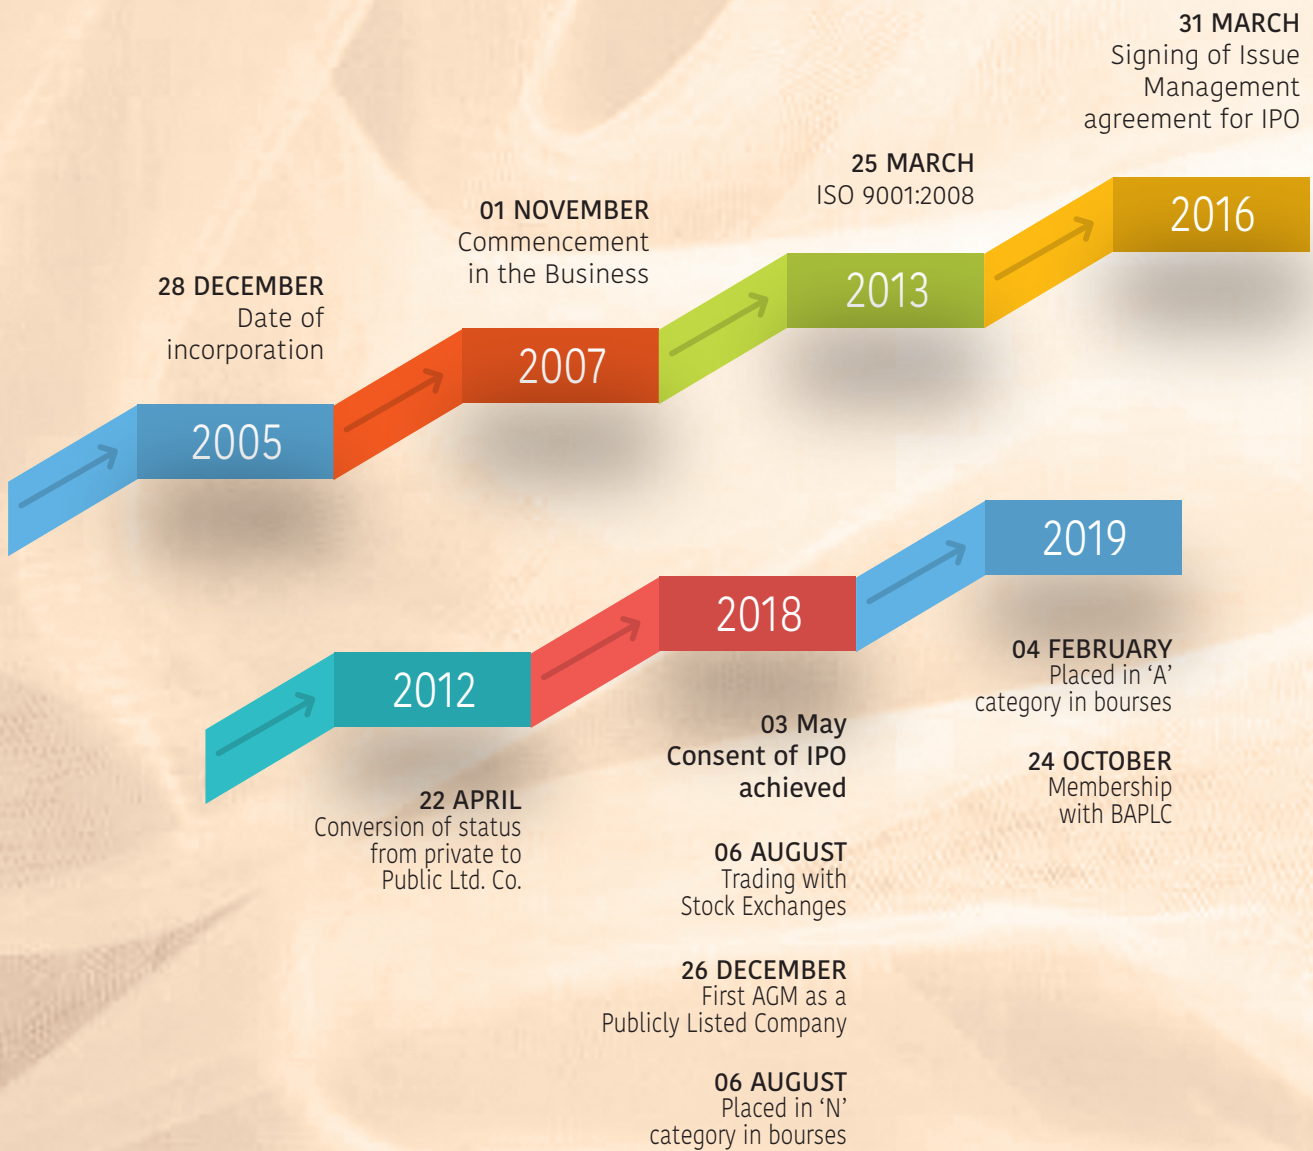 28 DECEMBER
Date of
incorporation
2005
01 NOVEMBER
Commencement
in the Business
2007
25 MARCH
ISO 9001:2008
2013
31 MARCH
Signing of Issue
Management
agreement for IPO
2016
2012
22 APRIL
Conversion of status
from private to
Public Ltd. Co.
2018
03 May
Consent of IPO
achieved
06 AUGUST
Trading with
Stock Exchanges
26 DECEMBER
First AGM as a
Publicly Listed Company
06 AUGUST
Placed in ‘N’
category in bourses
2019
04 FEBRUARY
Placed in ‘A’
category in bourses
24 OCTOBER
Membership
with BAPLC